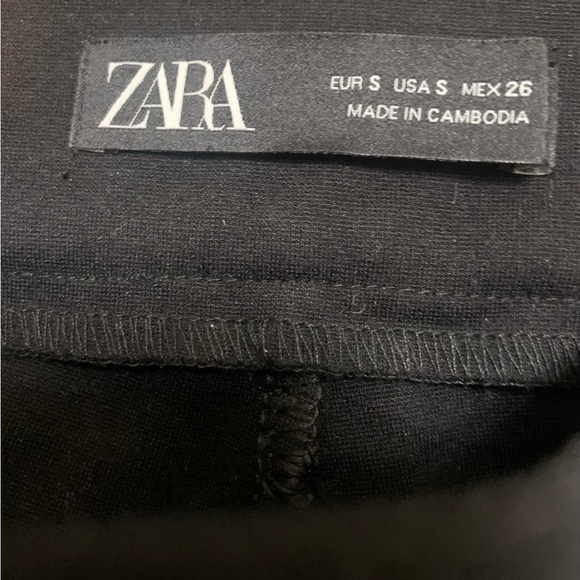 ZARA
EUR S USA S MEX 26
MADE IN CAMBODIA